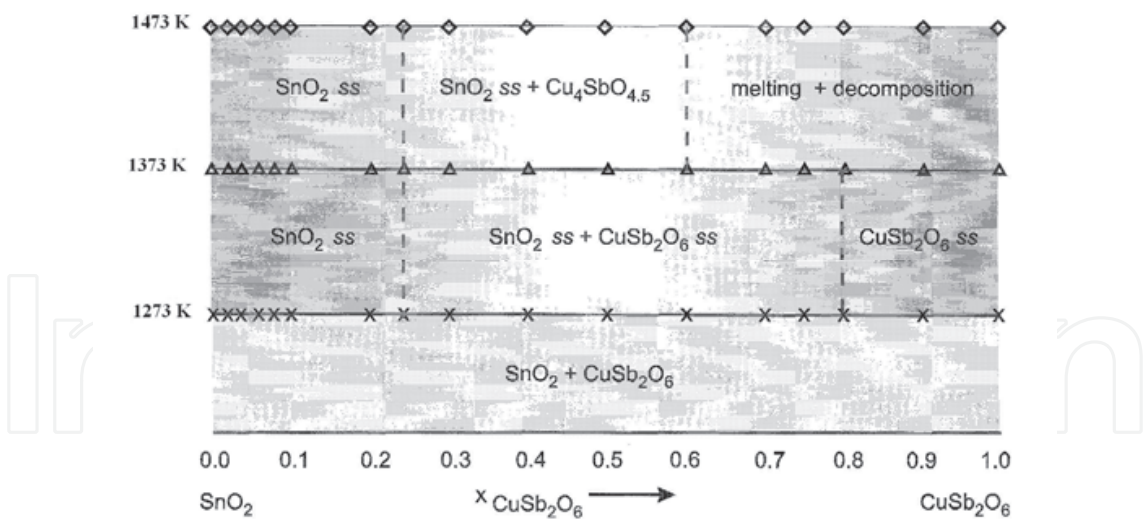 1473 K
SnO₂ ss
SnO₂ ss + Cu₄SbO₄.₅
melting + decomposition
1373 K
SnO₂ ss
SnO₂ ss + CuSb₂O₆ ss
CuSb₂O₆ ss
1273 K
SnO₂ + CuSb₂O₆
0.0 0.1 0.2 0.3 0.4 0.5 0.6 0.7 0.8 0.9 1.0
SnO₂
x CuSb₂O₆
CuSb₂O₆